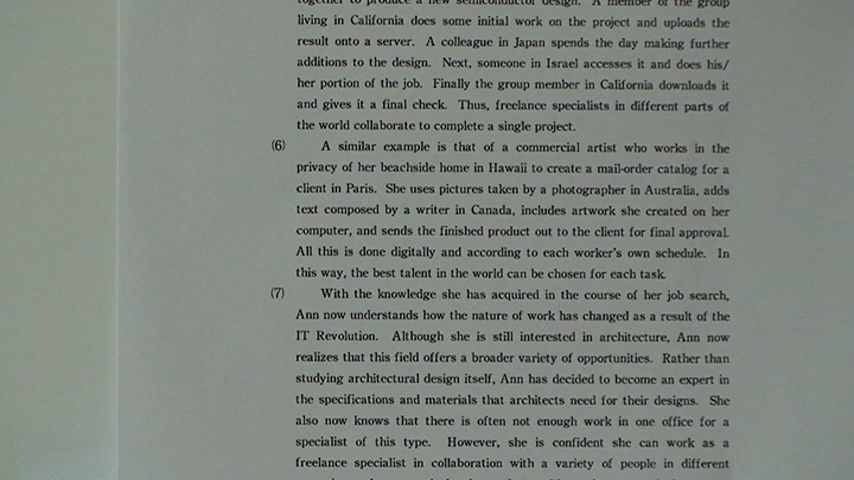 together to produce a new semiconductor design. A member of the group
living in California does some initial work on the project and uploads the
result onto a server. A colleague in Japan spends the day making further
additions to the design. Next, someone in Israel accesses it and does his/
her portion of the job. Finally the group member in California downloads it
and gives it a final check. Thus, freelance specialists in different parts of
the world collaborate to complete a single project.
(6) A similar example is that of a commercial artist who works in the
privacy of her beachside home in Hawaii to create a mail-order catalog for a
client in Paris. She uses pictures taken by a photographer in Australia, adds
text composed by a writer in Canada, includes artwork she created on her
computer, and sends the finished product out to the client for final approval.
All this is done digitally and according to each worker's own schedule. In
this way, the best talent in the world can be chosen for each task.
(7) With the knowledge she has acquired in the course of her job search,
Ann now understands how the nature of work has changed as a result of the
IT Revolution. Although she is still interested in architecture, Ann now
realizes that this field offers a broader variety of opportunities. Rather than
studying architectural design itself, Ann has decided to become an expert in
the specifications and materials that architects need for their designs. She
also now knows that there is often not enough work in one office for a
specialist of this type. However, she is confident she can work as a
freelance specialist in collaboration with a variety of people in different